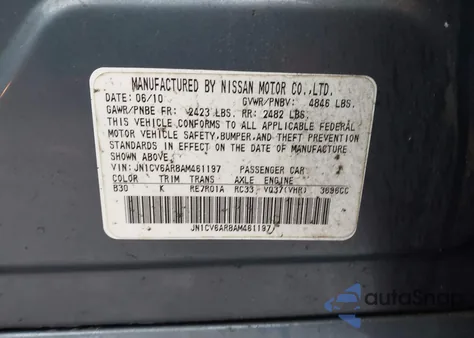 MANUFACTURED BY NISSAN MOTOR CO.,LTD.
DATE: 06/10 GVWR/PNBV: 4846 LBS.
GAWR/PNBE FR: 2423 LBS. RR: 2482 LBS.
THIS VEHICLE CONFORMS TO ALL APPLICABLE FEDERAL
MOTOR VEHICLE SAFETY, BUMPER, AND THEFT PREVENTION
STANDARDS IN EFFECT ON THE DATE OF MANUFACTURE
SHOWN ABOVE.
VIN: JN1CV6AR8AM461197 PASSENGER CAR
COLOR TRIM TRANS AXLE ENGINE
B30 K RE7R01A RC33 VQ37(VHR) 3696CC
JN1CV6AR8AM461197
autoSnap